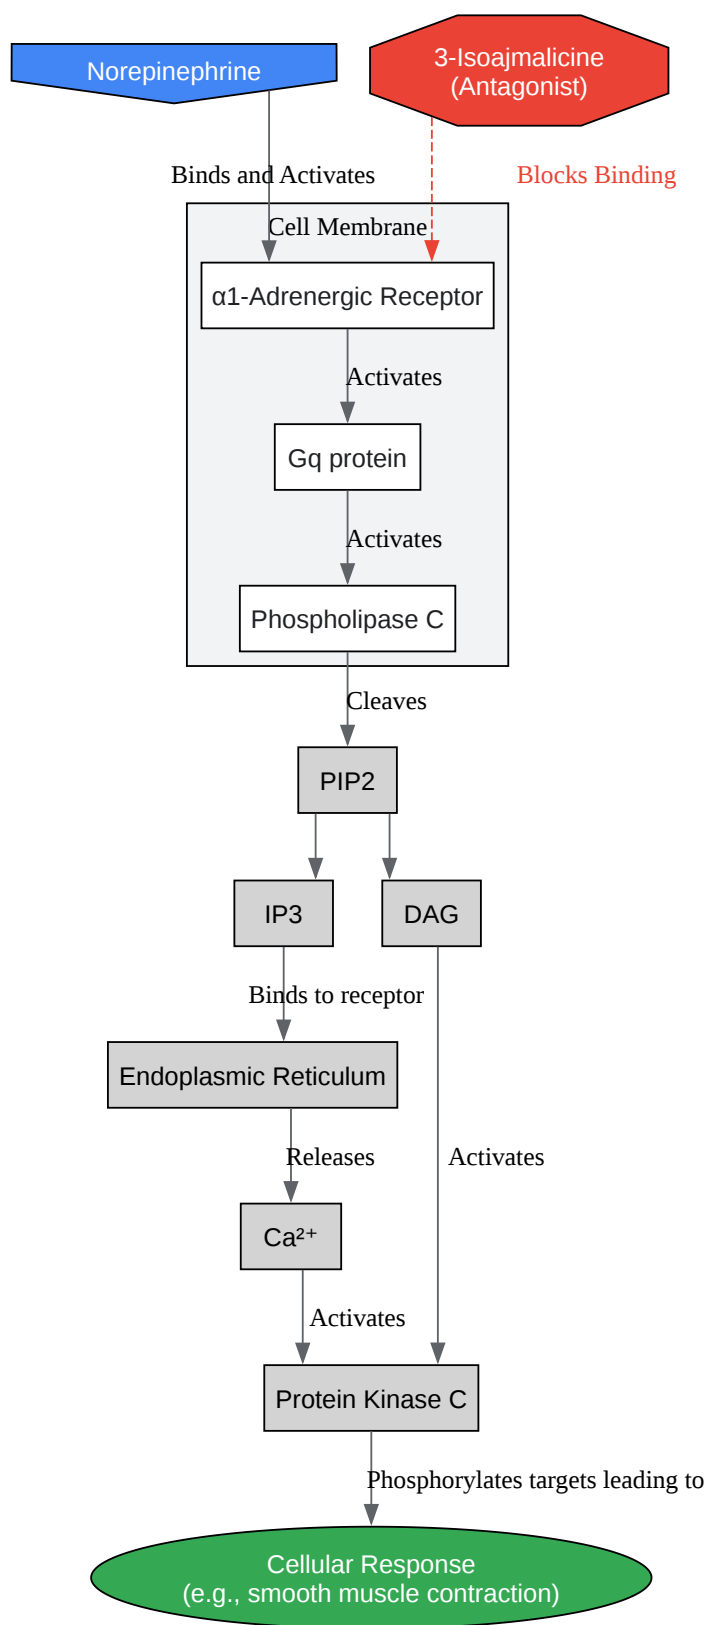 Norepinephrine
3-Isoajmalicine
(Antagonist)
Binds and Activates
Blocks Binding
Cell Membrane
α1-Adrenergic Receptor
Activates
Gq protein
Activates
Phospholipase C
Cleaves
PIP2
IP3
DAG
Binds to receptor
Endoplasmic Reticulum
Releases
Activates
Ca²⁺
Activates
Protein Kinase C
Phosphorylates targets leading to
Cellular Response
(e.g., smooth muscle contraction)